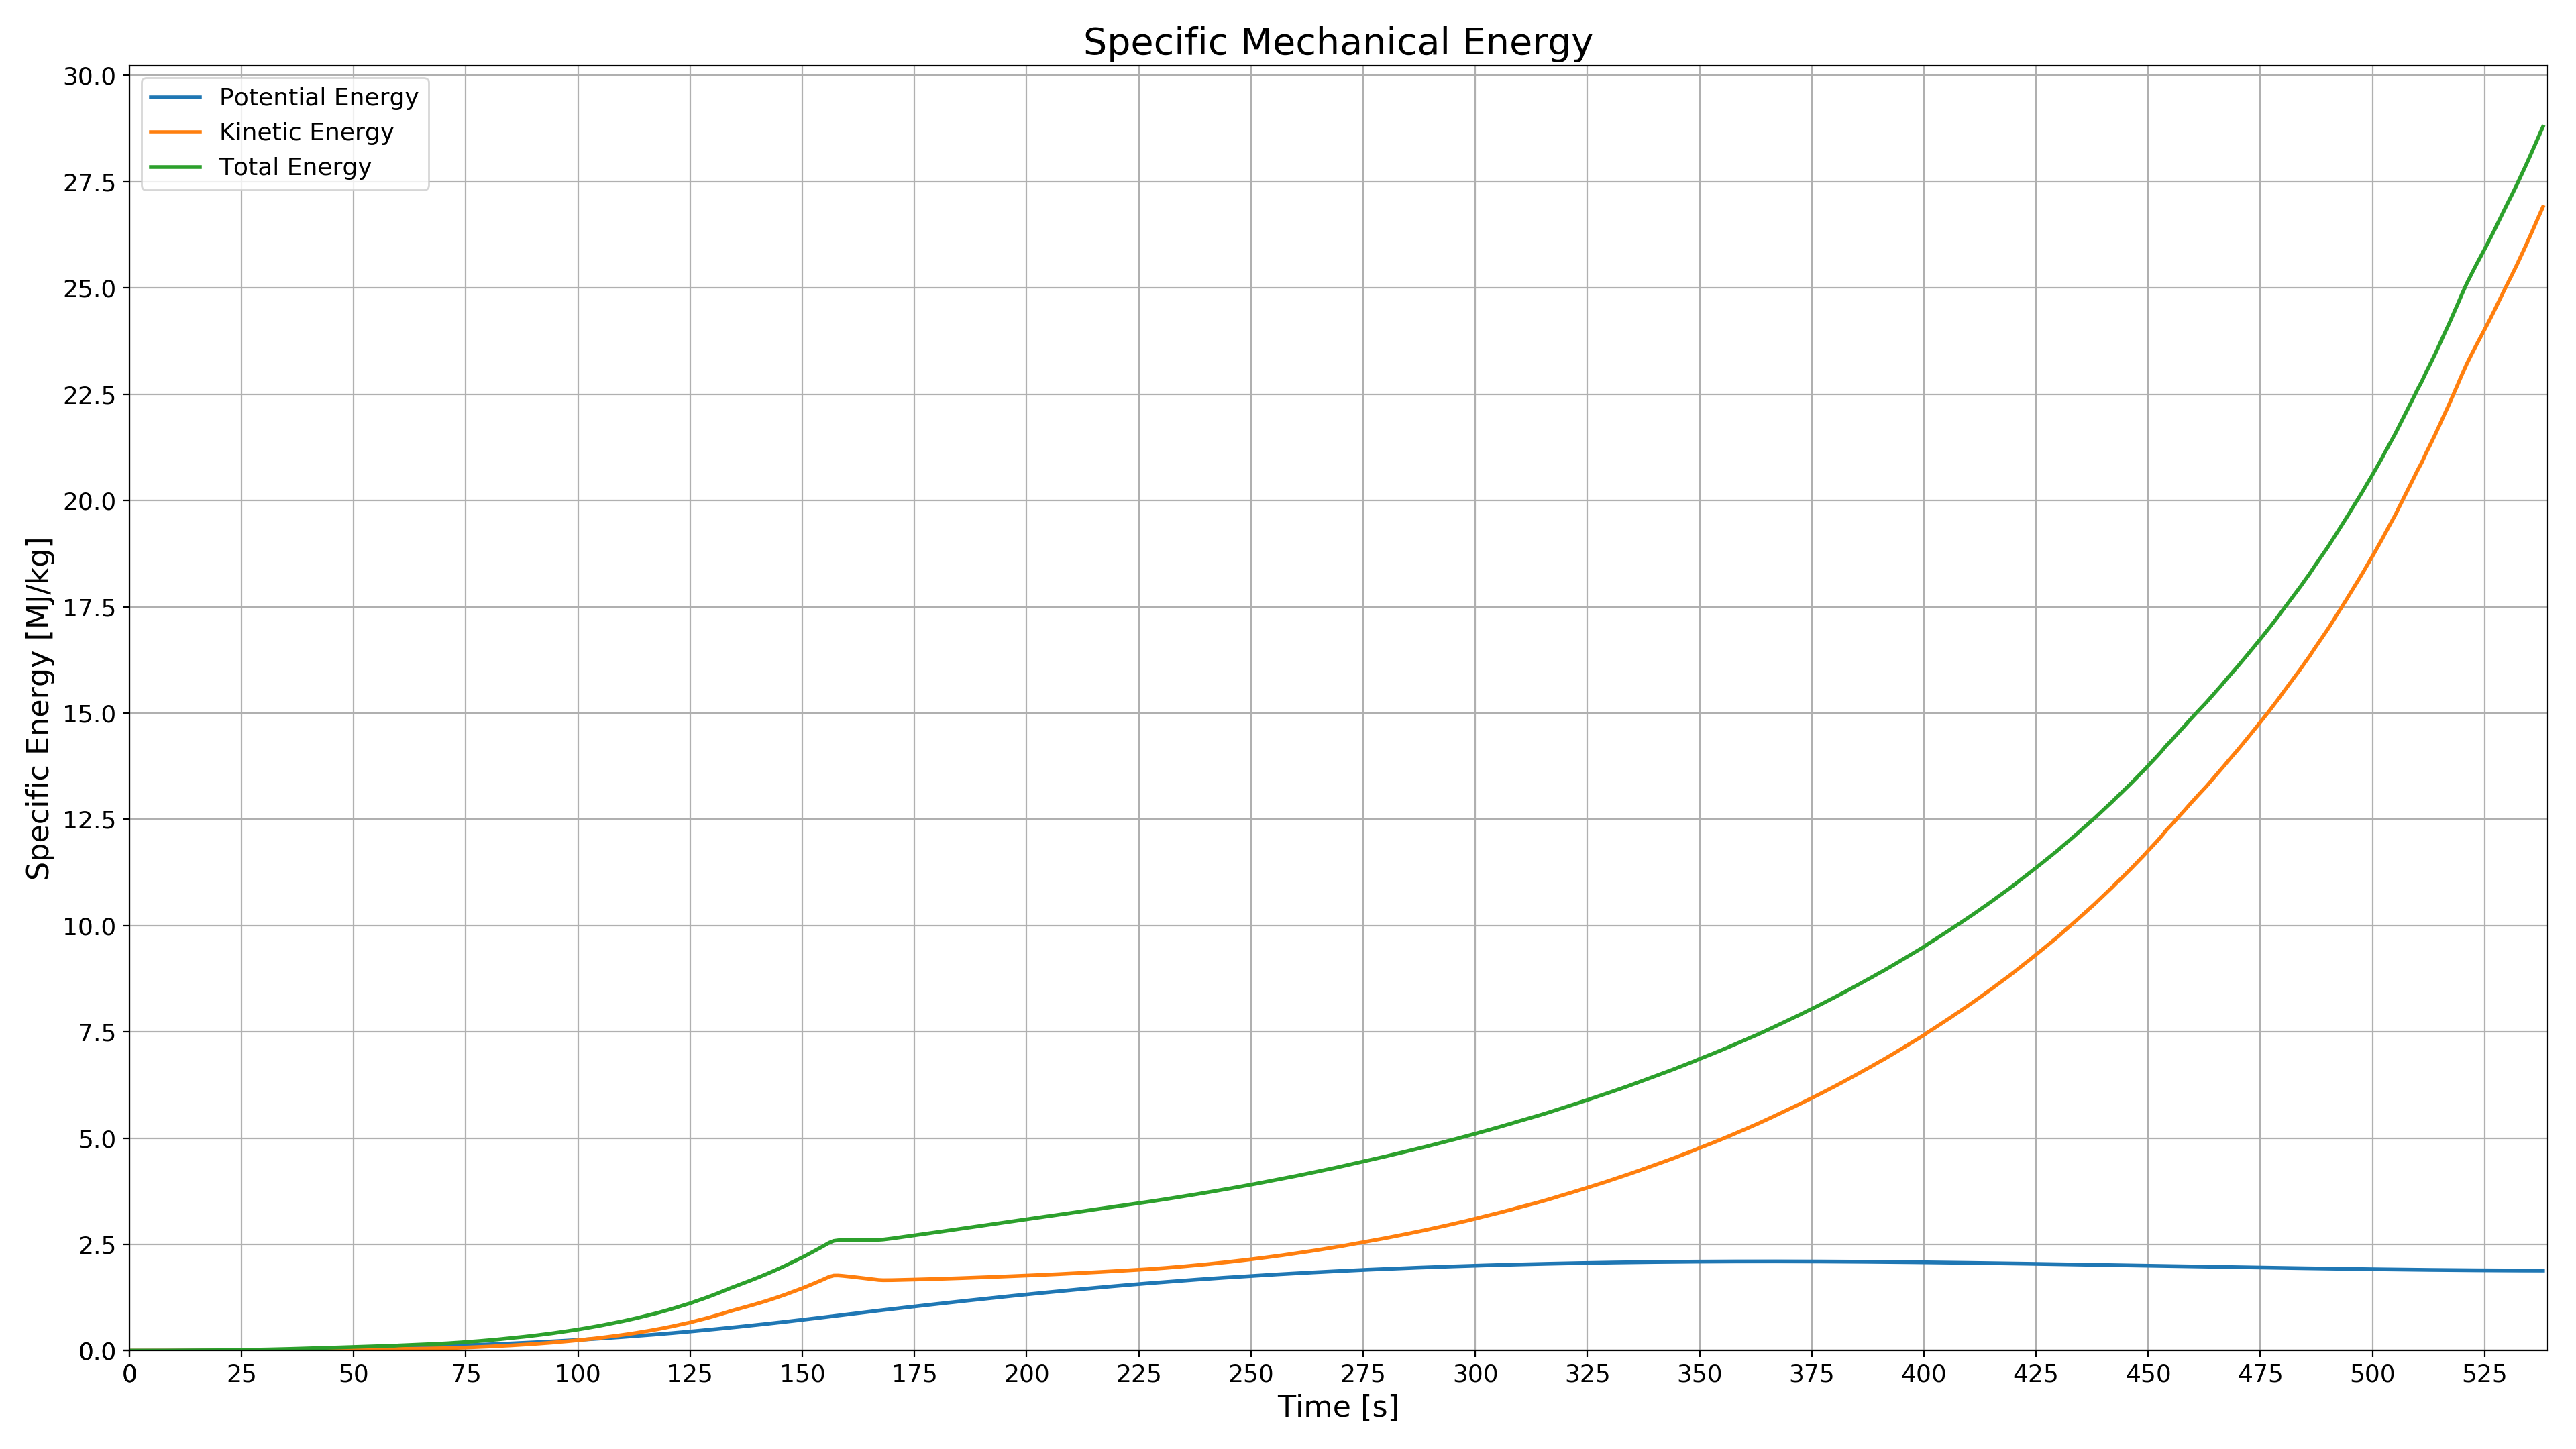 Specific Mechanical Energy
30.0
27.5
25.0
22.5
20.0
17.5
15.0
12.5
10.0
7.5
5.0
2.5
0.0
Specific Energy [MJ/kg]
Potential Energy
Kinetic Energy
Total Energy
0 25 50 75 100 125 150 175 200 225 250 275 300 325 350 375 400 425 450 475 500 525
Time [s]